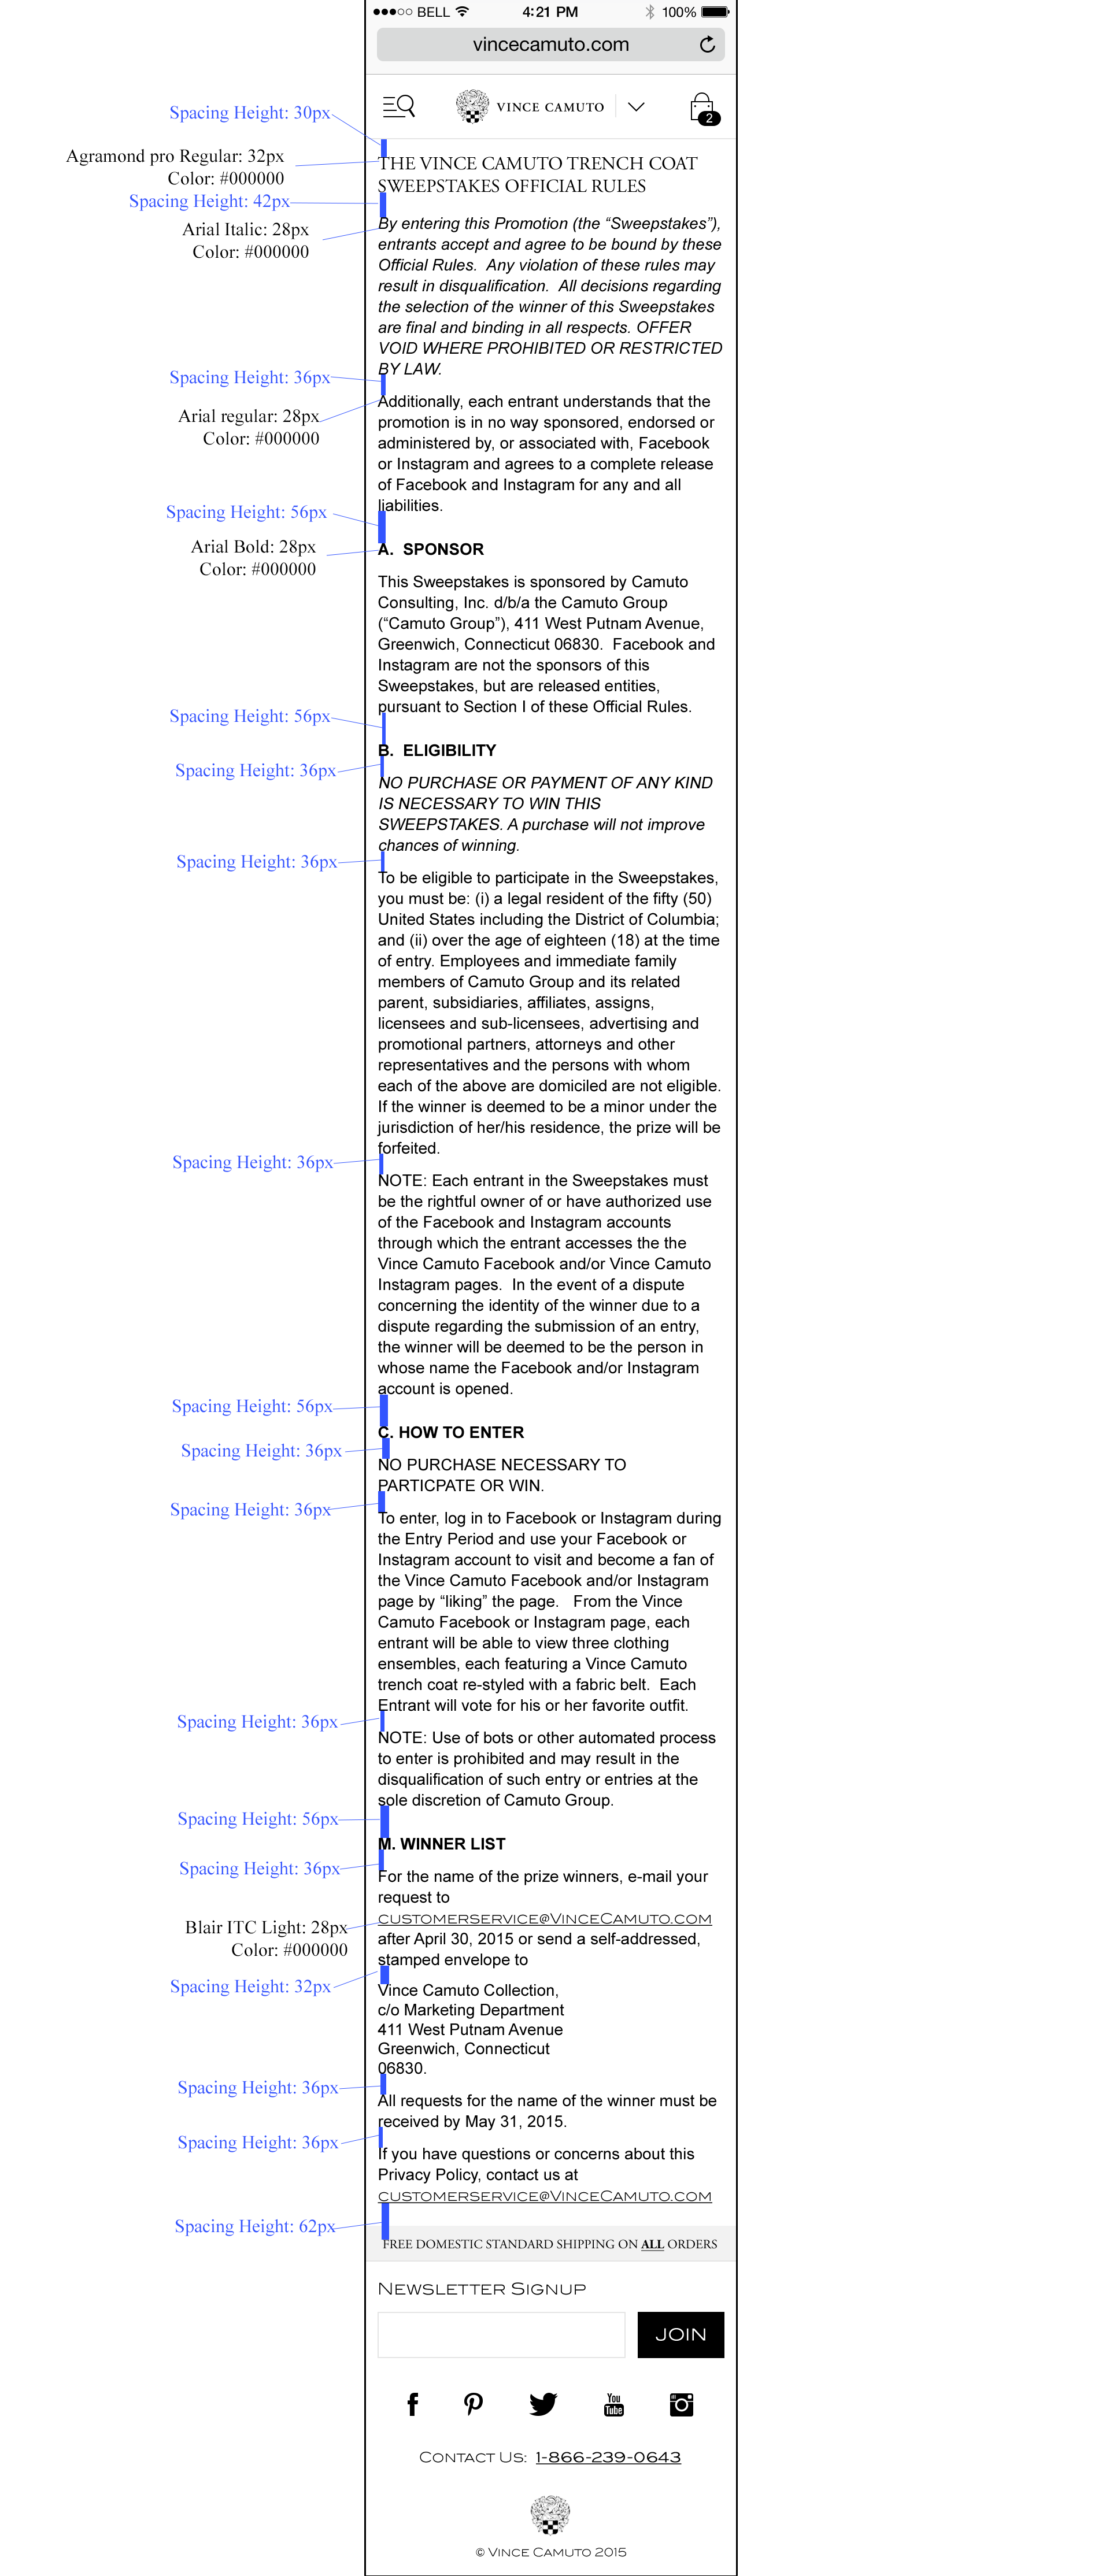 ●●●○○ BELL 4:21 PM 100%
vincecamuto.com
VINCE CAMUTO
2
Spacing Height: 30px
Agramond pro Regular: 32px
Color: #000000
THE VINCE CAMUTO TRENCH COAT
SWEEPSTAKES OFFICIAL RULES
Spacing Height: 42px
Arial Italic: 28px
Color: #000000
By entering this Promotion (the “Sweepstakes”),
entrants accept and agree to be bound by these
Official Rules.  Any violation of these rules may
result in disqualification.  All decisions regarding
the selection of the winner of this Sweepstakes
are final and binding in all respects. OFFER
VOID WHERE PROHIBITED OR RESTRICTED
BY LAW.
Spacing Height: 36px
Arial regular: 28px
Color: #000000
Additionally, each entrant understands that the
promotion is in no way sponsored, endorsed or
administered by, or associated with, Facebook
or Instagram and agrees to a complete release
of Facebook and Instagram for any and all
liabilities.
Spacing Height: 56px
Arial Bold: 28px
Color: #000000
A.  SPONSOR
This Sweepstakes is sponsored by Camuto
Consulting, Inc. d/b/a the Camuto Group
(“Camuto Group”), 411 West Putnam Avenue,
Greenwich, Connecticut 06830.  Facebook and
Instagram are not the sponsors of this
Sweepstakes, but are released entities,
pursuant to Section I of these Official Rules.
Spacing Height: 56px
B.  ELIGIBILITY
Spacing Height: 36px
NO PURCHASE OR PAYMENT OF ANY KIND
IS NECESSARY TO WIN THIS
SWEEPSTAKES. A purchase will not improve
chances of winning.
Spacing Height: 36px
To be eligible to participate in the Sweepstakes,
you must be: (i) a legal resident of the fifty (50)
United States including the District of Columbia;
and (ii) over the age of eighteen (18) at the time
of entry. Employees and immediate family
members of Camuto Group and its related
parent, subsidiaries, affiliates, assigns,
licensees and sub-licensees, advertising and
promotional partners, attorneys and other
representatives and the persons with whom
each of the above are domiciled are not eligible.
If the winner is deemed to be a minor under the
jurisdiction of her/his residence, the prize will be
forfeited.
Spacing Height: 36px
NOTE: Each entrant in the Sweepstakes must
be the rightful owner of or have authorized use
of the Facebook and Instagram accounts
through which the entrant accesses the the
Vince Camuto Facebook and/or Vince Camuto
Instagram pages.  In the event of a dispute
concerning the identity of the winner due to a
dispute regarding the submission of an entry,
the winner will be deemed to be the person in
whose name the Facebook and/or Instagram
account is opened.
Spacing Height: 56px
C. HOW TO ENTER
Spacing Height: 36px
NO PURCHASE NECESSARY TO
PARTICPATE OR WIN.
Spacing Height: 36px
To enter, log in to Facebook or Instagram during
the Entry Period and use your Facebook or
Instagram account to visit and become a fan of
the Vince Camuto Facebook and/or Instagram
page by “liking” the page.   From the Vince
Camuto Facebook or Instagram page, each
entrant will be able to view three clothing
ensembles, each featuring a Vince Camuto
trench coat re-styled with a fabric belt.  Each
Entrant will vote for his or her favorite outfit.
Spacing Height: 36px
NOTE: Use of bots or other automated process
to enter is prohibited and may result in the
disqualification of such entry or entries at the
sole discretion of Camuto Group.
Spacing Height: 56px
M. WINNER LIST
Spacing Height: 36px
For the name of the prize winners, e-mail your
request to
Blair ITC Light: 28px
Color: #000000
CUSTOMERSERVICE@VINCECAMUTO.COM
after April 30, 2015 or send a self-addressed,
stamped envelope to
Spacing Height: 32px
Vince Camuto Collection,
c/o Marketing Department
411 West Putnam Avenue
Greenwich, Connecticut
06830.
Spacing Height: 36px
All requests for the name of the winner must be
received by May 31, 2015.
Spacing Height: 36px
If you have questions or concerns about this
Privacy Policy, contact us at
CUSTOMERSERVICE@VINCECAMUTO.COM
Spacing Height: 62px
FREE DOMESTIC STANDARD SHIPPING ON ALL ORDERS
NEWSLETTER SIGNUP
JOIN
f
You
Tube
CONTACT US: 1-866-239-0643
© VINCE CAMUTO 2015